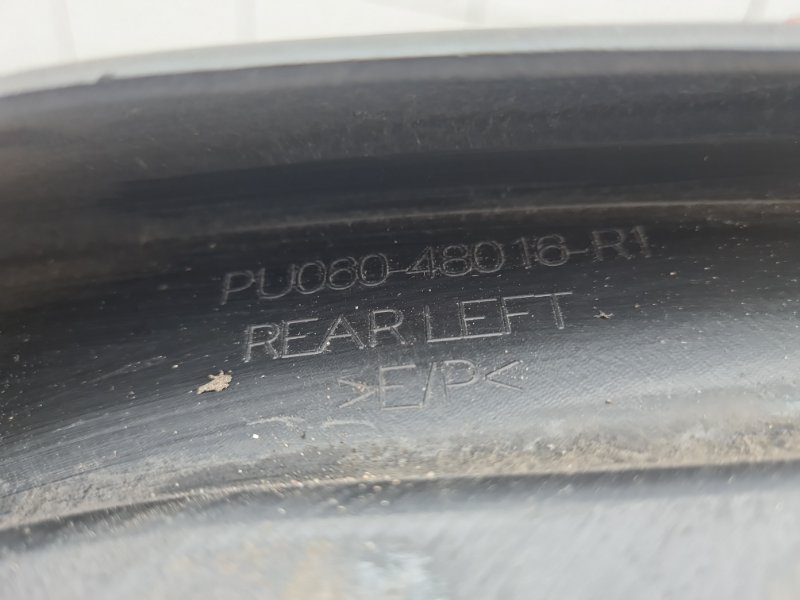 PU060-48016-R1
REAR LEFT
>E/P<